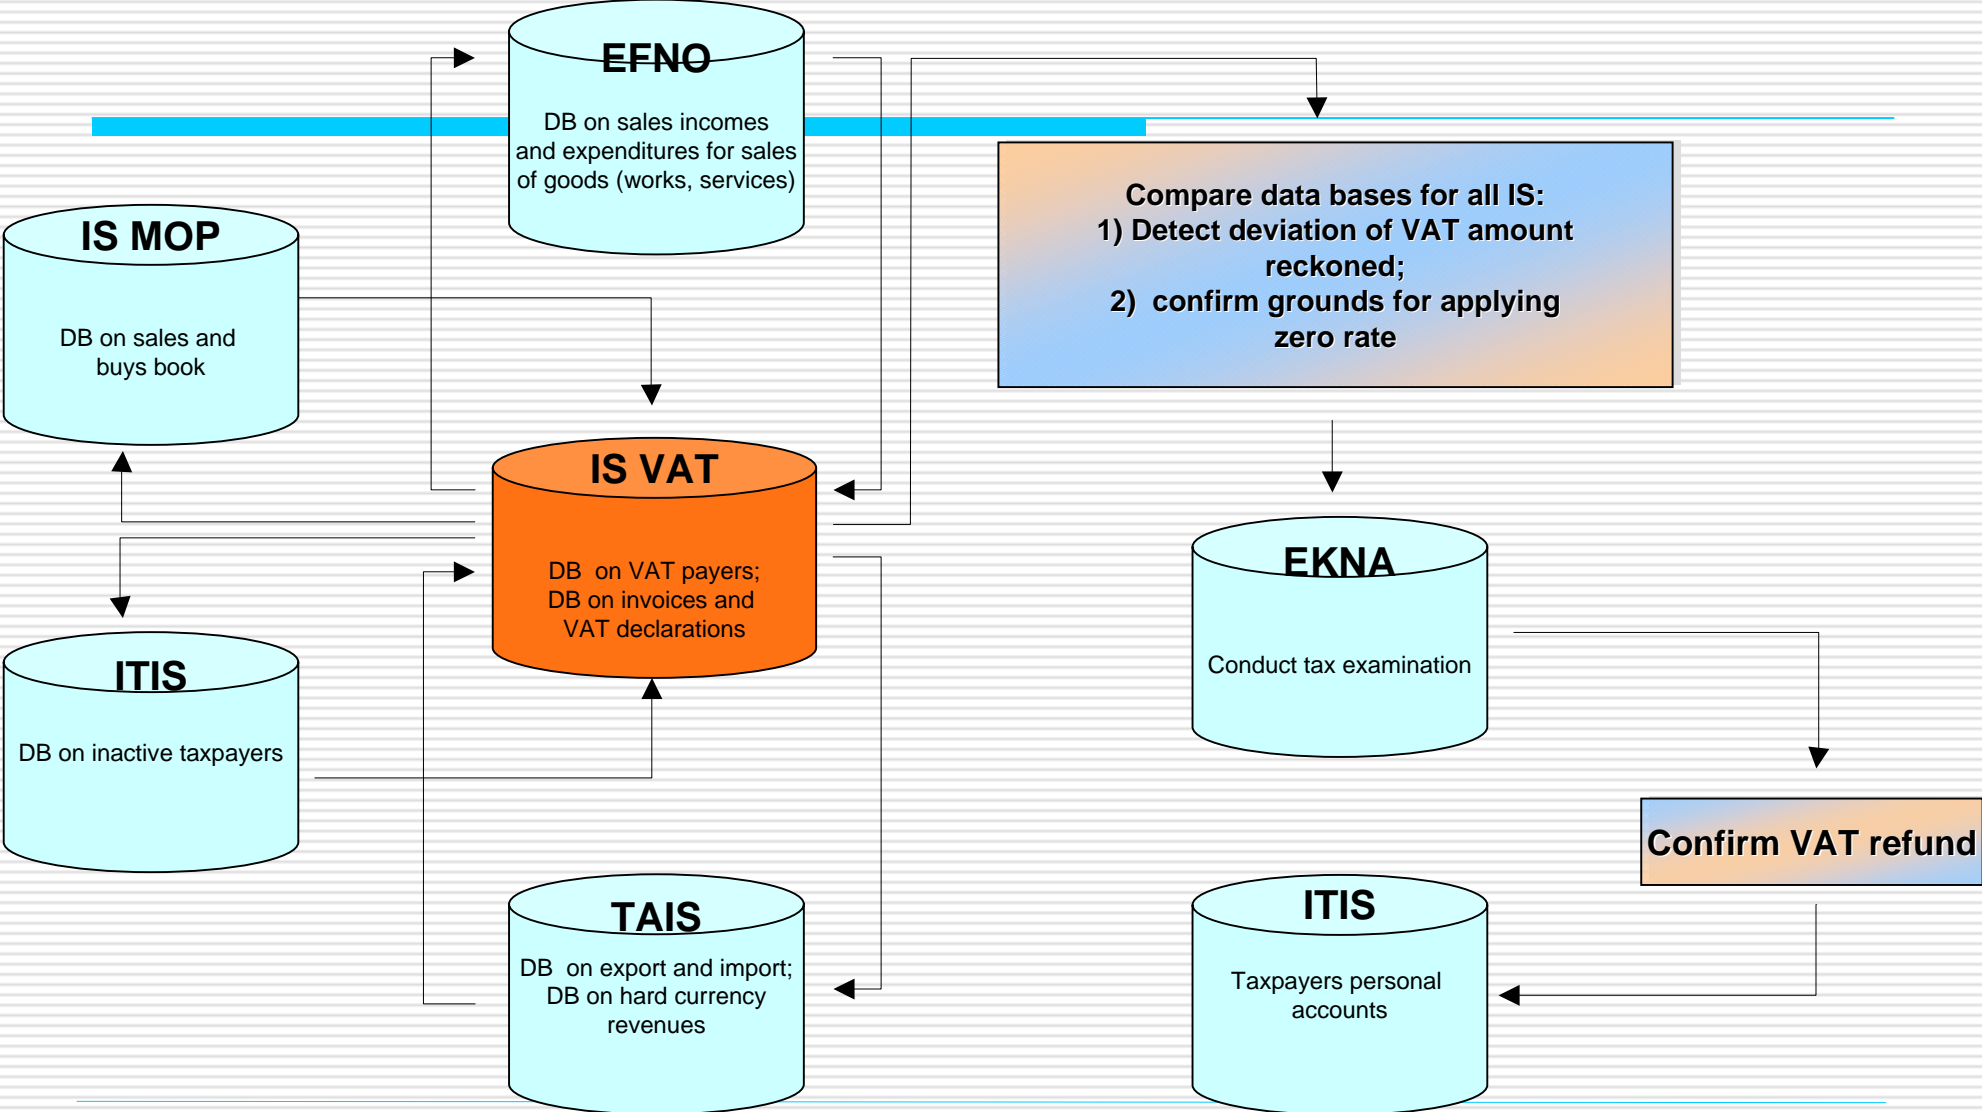 EFNO
DB on sales incomes
and expenditures for sales
of goods (works, services)
Compare data bases for all IS:
1) Detect deviation of VAT amount
reckoned;
2) confirm grounds for applying
zero rate
IS MOP
DB on sales and
buys book
IS VAT
DB on VAT payers;
DB on invoices and
VAT declarations
EKNA
Conduct tax examination
ITIS
DB on inactive taxpayers
Confirm VAT refund
TAIS
DB on export and import;
DB on hard currency
revenues
ITIS
Taxpayers personal
accounts